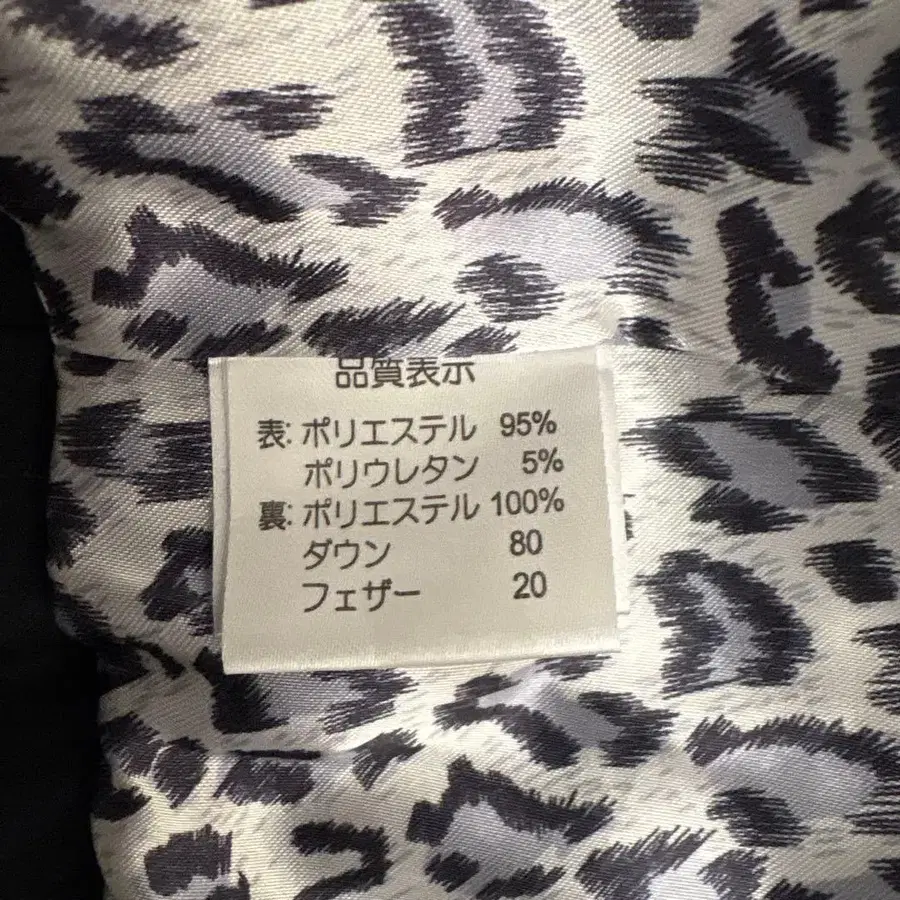 品質表示
表: ポリエステル 95%
ポリウレタン 5%
裏: ポリエステル 100%
ダウン 80
フェザー 20